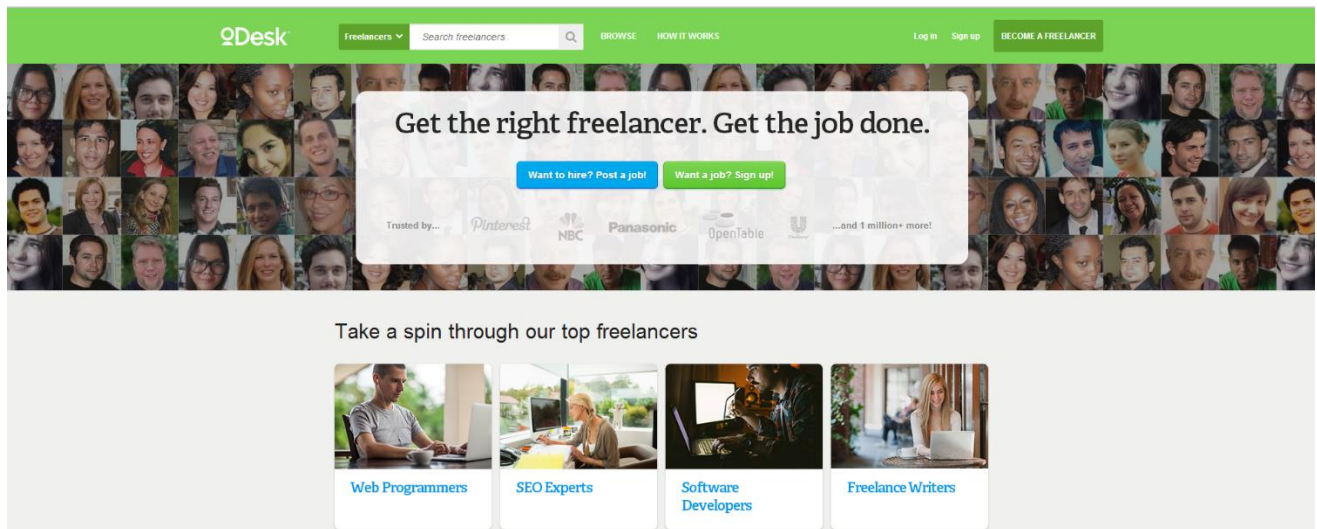 oDesk
Freelancers
Search freelancers
BROWSE
HOW IT WORKS
Log in
Sign up
BECOME A FREELANCER
Get the right freelancer. Get the job done.
Want to hire? Post a job!
Want a job? Sign up!
Trusted by...
Pinterest
NBC
Panasonic
OpenTable
...and 1 million+ more!
Take a spin through our top freelancers
Web Programmers
SEO Experts
Software
Developers
Freelance Writers